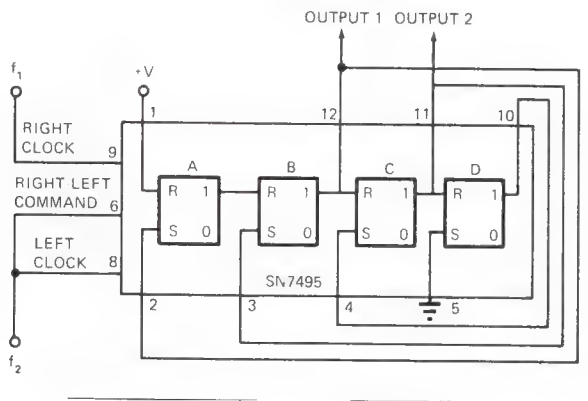 OUTPUT 1 OUTPUT 2
f₁
+V
1 12 11 10
RIGHT
CLOCK 9
A B C D
R 1 R 1 R 1 R 1
RIGHT LEFT
COMMAND 6
S 0 S 0 S 0 S 0
LEFT
CLOCK 8
SN7495
2 3 4 5
f₂